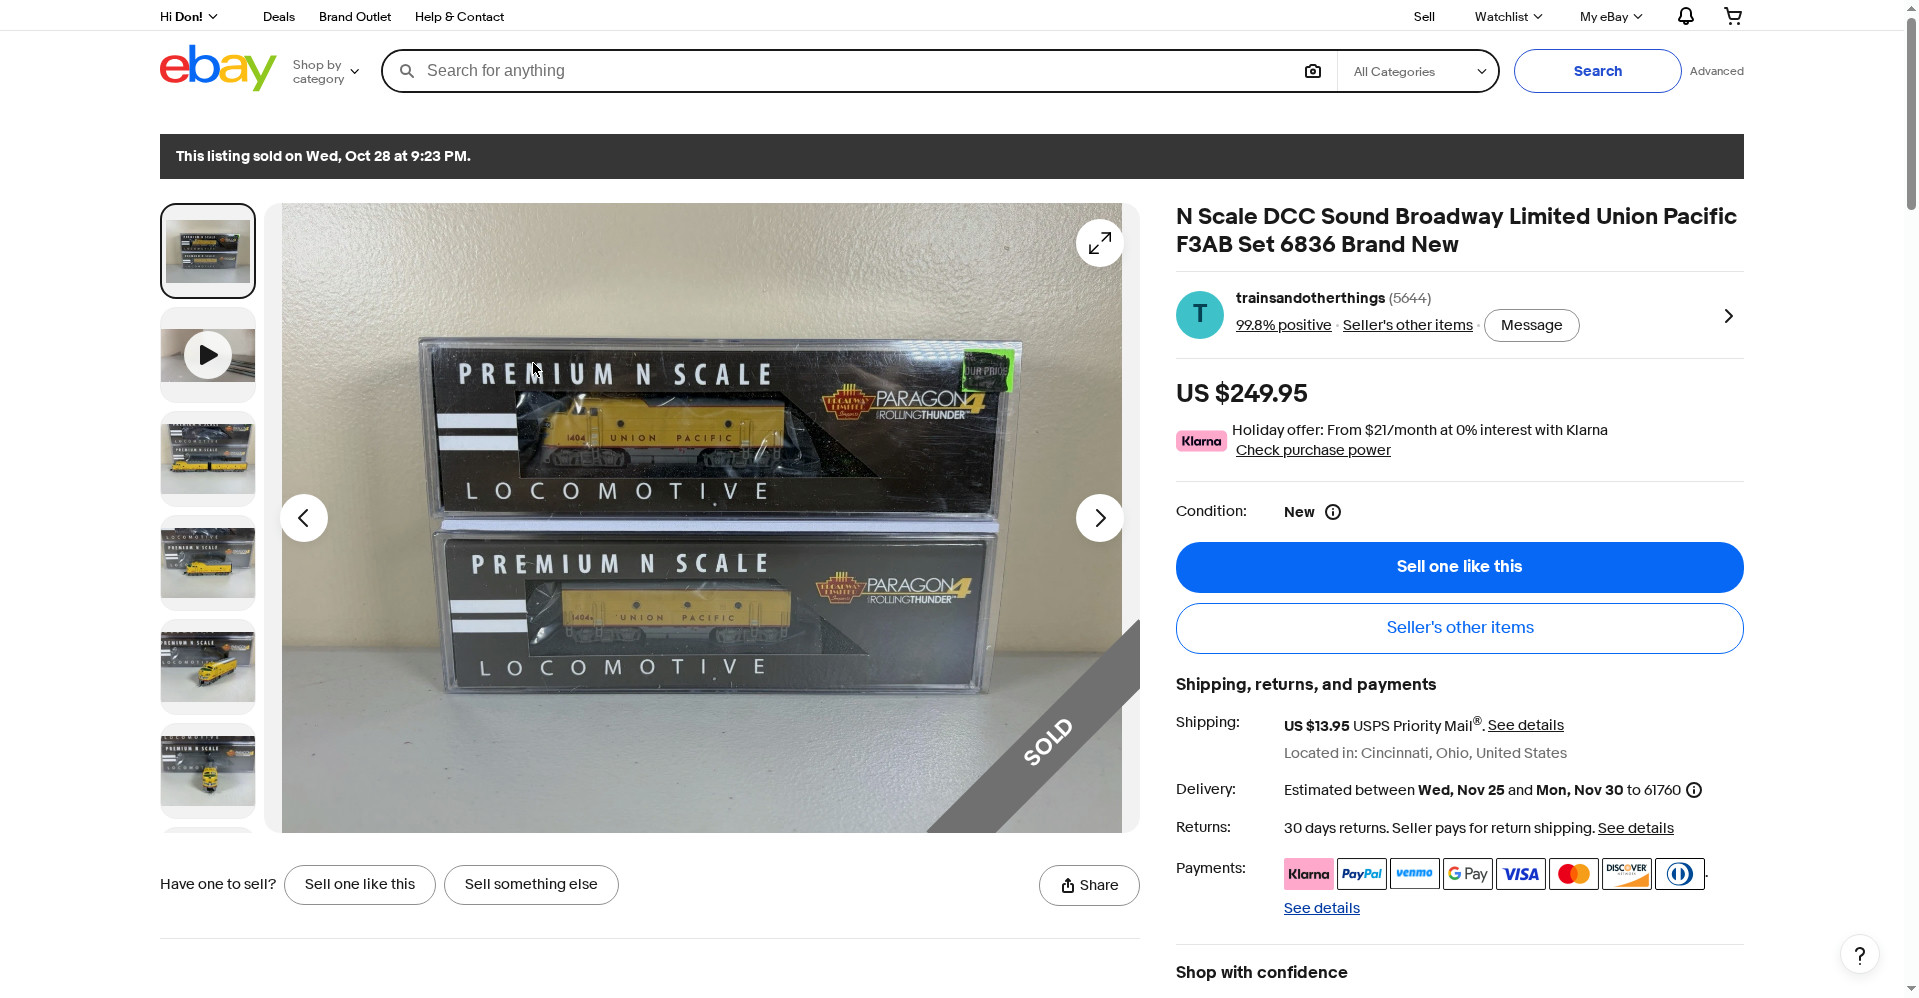 Hi Don!
Deals
Brand Outlet
Help & Contact
Sell
Watchlist
My eBay
ebay
Shop by
category
Search for anything
All Categories
Search
Advanced
This listing sold on Wed, Oct 28 at 9:23 PM.
PREMIUM N SCALE
OUR PRICE
BROADWAY
LIMITED
PARAGON4
ROLLINGTHUNDER
1404 UNION PACIFIC
LOCOMOTIVE
PREMIUM N SCALE
BROADWAY
LIMITED
PARAGON4
ROLLINGTHUNDER
UNION PACIFIC
LOCOMOTIVE
SOLD
Have one to sell?
Sell one like this
Sell something else
Share
N Scale DCC Sound Broadway Limited Union Pacific
F3AB Set 6836 Brand New
T
trainsandotherthings (5644)
99.8% positive · Seller's other items · Message
US $249.95
Klarna
Holiday offer: From $21/month at 0% interest with Klarna
Check purchase power
Condition: New
Sell one like this
Seller's other items
Shipping, returns, and payments
Shipping: US $13.95 USPS Priority Mail®. See details
Located in: Cincinnati, Ohio, United States
Delivery: Estimated between Wed, Nov 25 and Mon, Nov 30 to 61760
Returns: 30 days returns. Seller pays for return shipping. See details
Payments: Klarna PayPal venmo G Pay VISA DISCOVER
See details
Shop with confidence
?